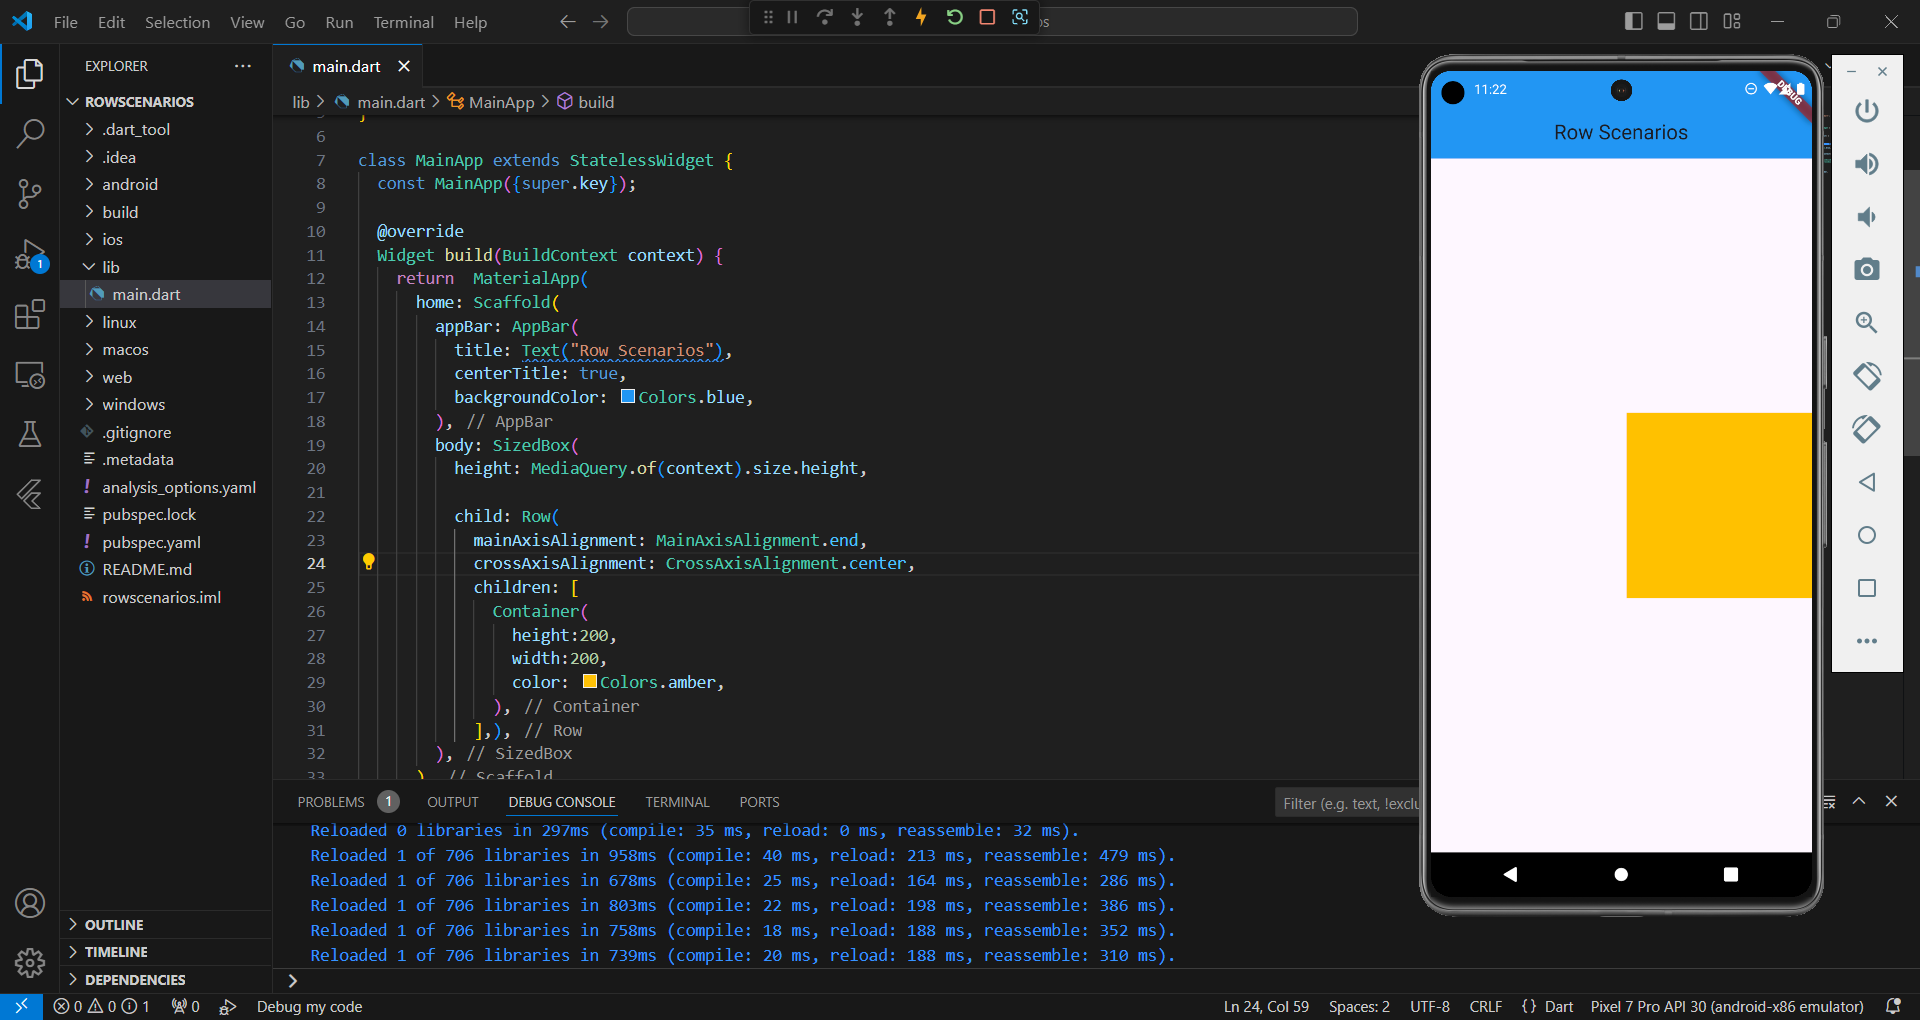 File Edit Selection View Go Run Terminal Help
os
EXPLORER
ROWSCENARIOS
.dart_tool
.idea
android
build
ios
lib
main.dart
linux
macos
web
windows
.gitignore
.metadata
analysis_options.yaml
pubspec.lock
pubspec.yaml
README.md
rowscenarios.iml
OUTLINE
TIMELINE
DEPENDENCIES
main.dart
lib > main.dart > MainApp > build
5 }
6
7 class MainApp extends StatelessWidget {
8 const MainApp({super.key});
9
10 @override
11 Widget build(BuildContext context) {
12 return  MaterialApp(
13 home: Scaffold(
14 appBar: AppBar(
15 title: Text("Row Scenarios"),
16 centerTitle: true,
17 backgroundColor: Colors.blue,
18 ), // AppBar
19 body: SizedBox(
20 height: MediaQuery.of(context).size.height,
21
22 child: Row(
23 mainAxisAlignment: MainAxisAlignment.end,
24 crossAxisAlignment: CrossAxisAlignment.center,
25 children: [
26 Container(
27 height:200,
28 width:200,
29 color: Colors.amber,
30 ), // Container
31 ],), // Row
32 ), // SizedBox
33 ) // Scaffold
PROBLEMS 1 OUTPUT DEBUG CONSOLE TERMINAL PORTS
Filter (e.g. text, !exclu
Reloaded 0 libraries in 297ms (compile: 35 ms, reload: 0 ms, reassemble: 32 ms).
Reloaded 1 of 706 libraries in 958ms (compile: 40 ms, reload: 213 ms, reassemble: 479 ms).
Reloaded 1 of 706 libraries in 678ms (compile: 25 ms, reload: 164 ms, reassemble: 286 ms).
Reloaded 1 of 706 libraries in 803ms (compile: 22 ms, reload: 198 ms, reassemble: 386 ms).
Reloaded 1 of 706 libraries in 758ms (compile: 18 ms, reload: 188 ms, reassemble: 352 ms).
Reloaded 1 of 706 libraries in 739ms (compile: 20 ms, reload: 188 ms, reassemble: 310 ms).
>
11:22
DEBUG
Row Scenarios
1
0 0 1 0 Debug my code
Ln 24, Col 59 Spaces: 2 UTF-8 CRLF {} Dart Pixel 7 Pro API 30 (android-x86 emulator)